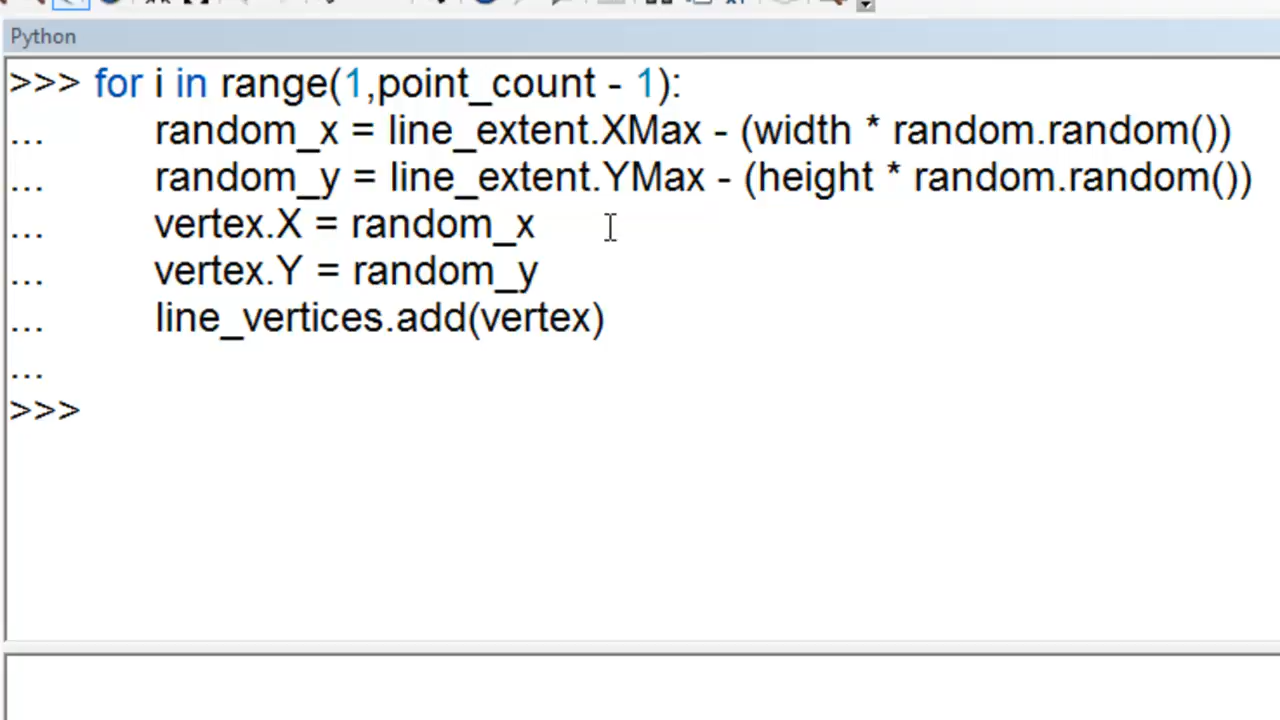 Python
>>> for i in range(1,point_count - 1):
... random_x = line_extent.XMax - (width * random.random())
... random_y = line_extent.YMax - (height * random.random())
... vertex.X = random_x
... vertex.Y = random_y
... line_vertices.add(vertex)
...
>>>